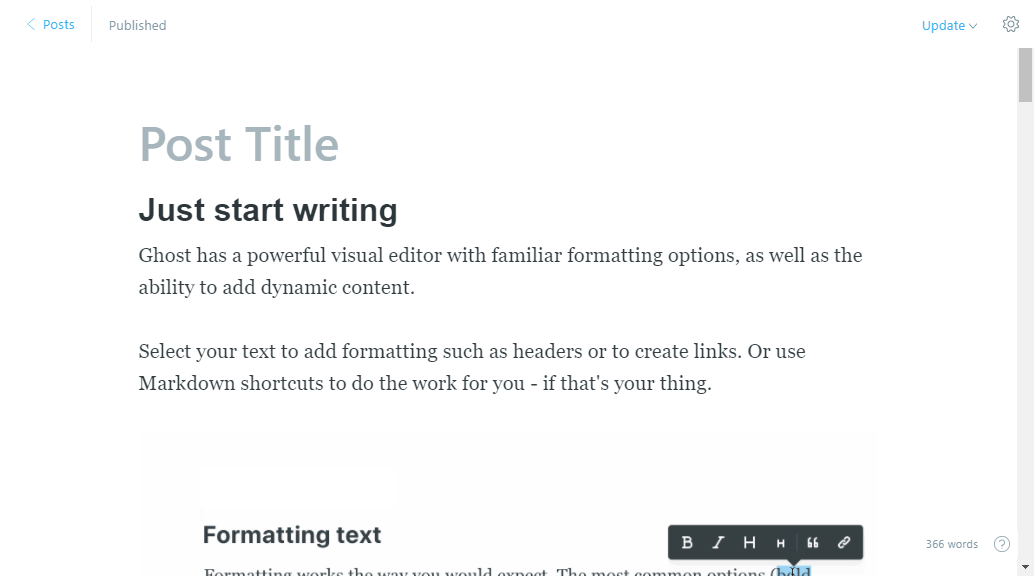 Posts
Published
Update
Post Title
Just start writing
Ghost has a powerful visual editor with familiar formatting options, as well as the
ability to add dynamic content.
Select your text to add formatting such as headers or to create links. Or use
Markdown shortcuts to do the work for you - if that's your thing.
Formatting text
B I H H
Formatting works the way you would expect. The most common options (bold
366 words
?